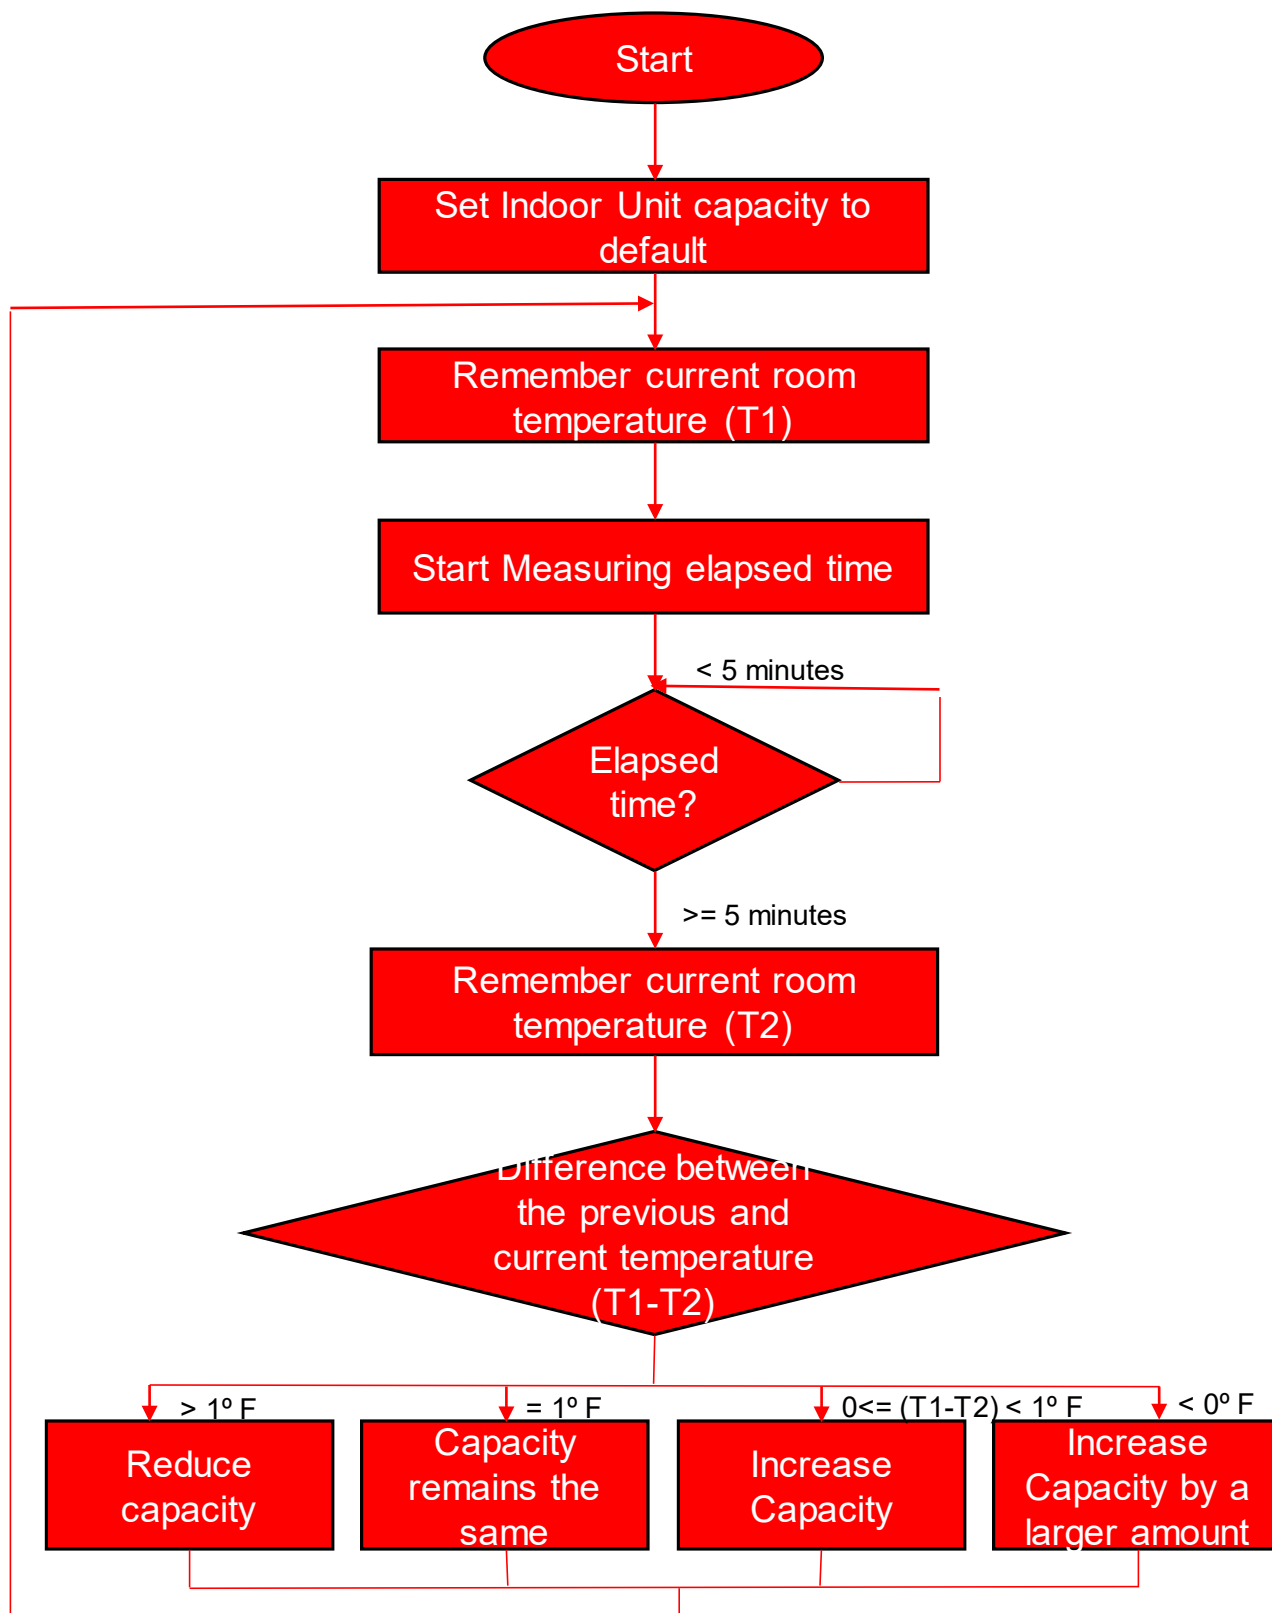 Start
Set Indoor Unit capacity to
default
Remember current room
temperature (T1)
Start Measuring elapsed time
< 5 minutes
Elapsed
time?
>= 5 minutes
Remember current room
temperature (T2)
Difference between
the previous and
current temperature
(T1-T2)
> 1º F
= 1º F
0<= (T1-T2) < 1º F
< 0º F
Reduce
capacity
Capacity
remains the
same
Increase
Capacity
Increase
Capacity by a
larger amount